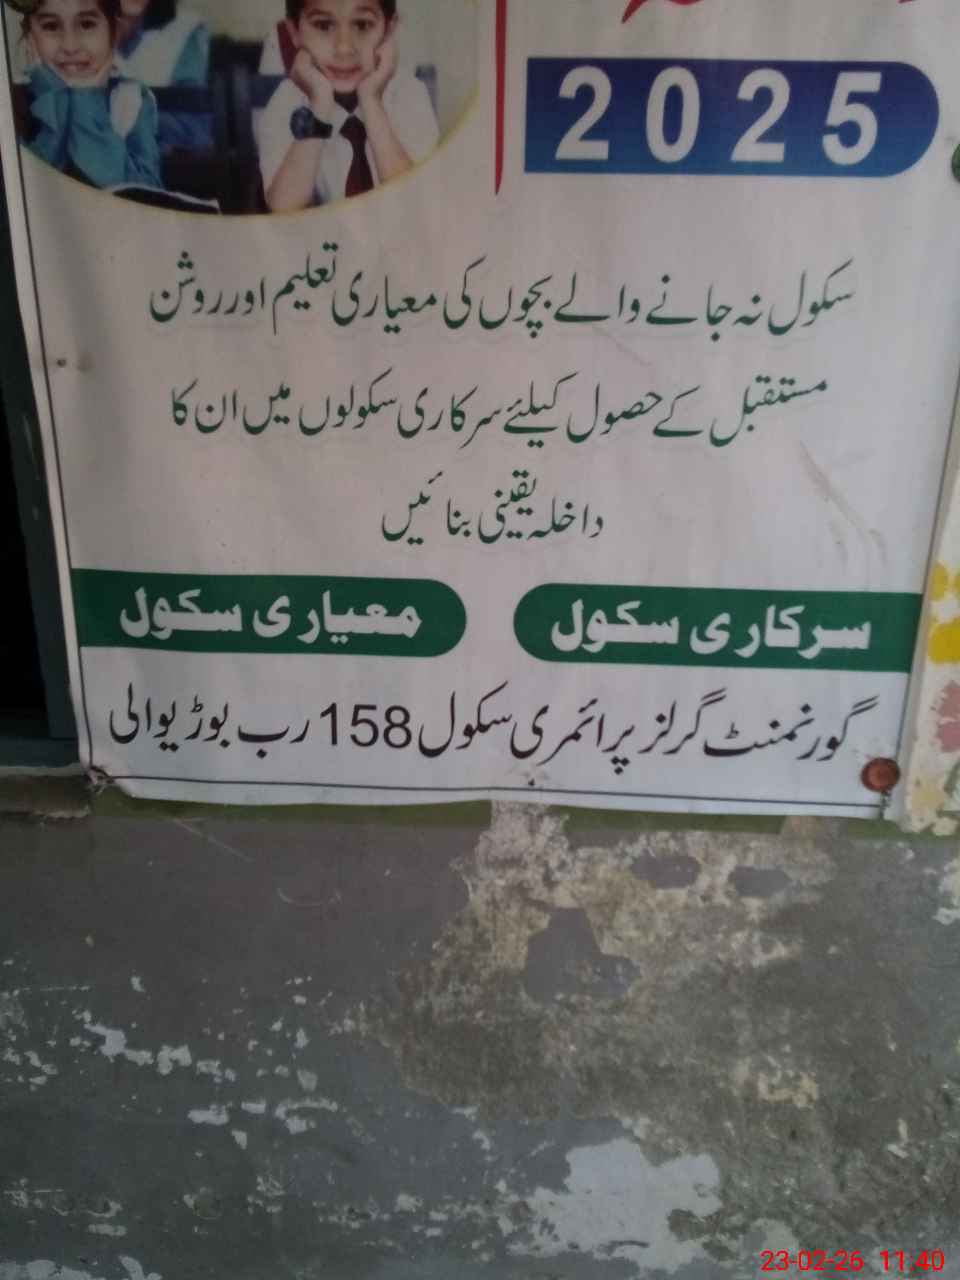 2025
سکول نہ جانے والے بچوں کی معیاری تعلیم اور روشن
مستقبل کے حصول کیلئے سرکاری سکولوں میں ان کا
داخلہ یقینی بنائیں
سرکاری سکول معیاری سکول
گورنمنٹ گرلز پرائمری سکول 158 رب بوڑیوالی
23-02-26 11:40